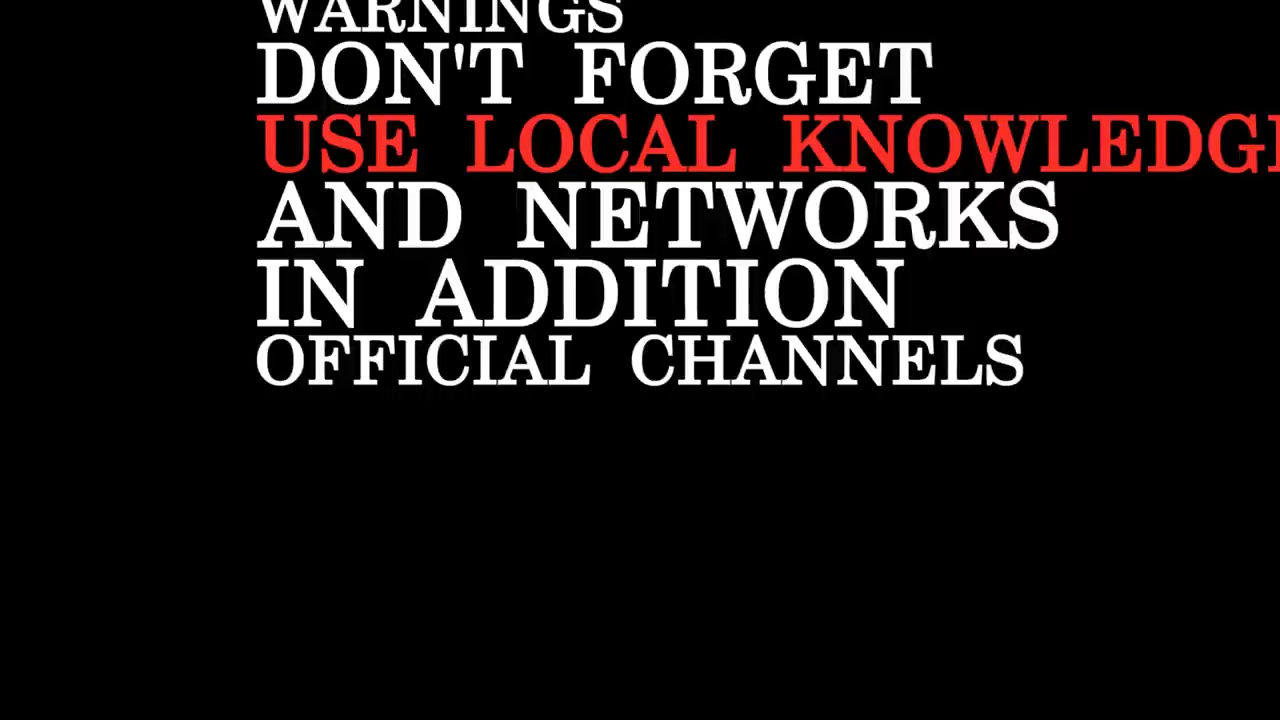 WARNINGS
DON'T FORGET
USE LOCAL KNOWLEDGE
AND NETWORKS
IN ADDITION
OFFICIAL CHANNELS